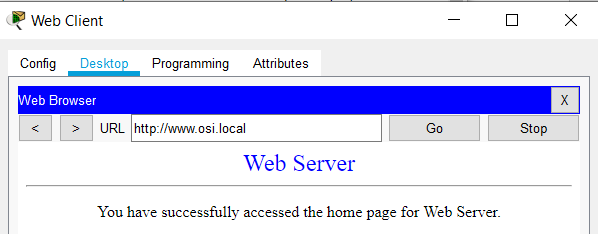 Web Client
Config Desktop Programming Attributes
Web Browser X
< > URL http://www.osi.local Go Stop
Web Server
You have successfully accessed the home page for Web Server.